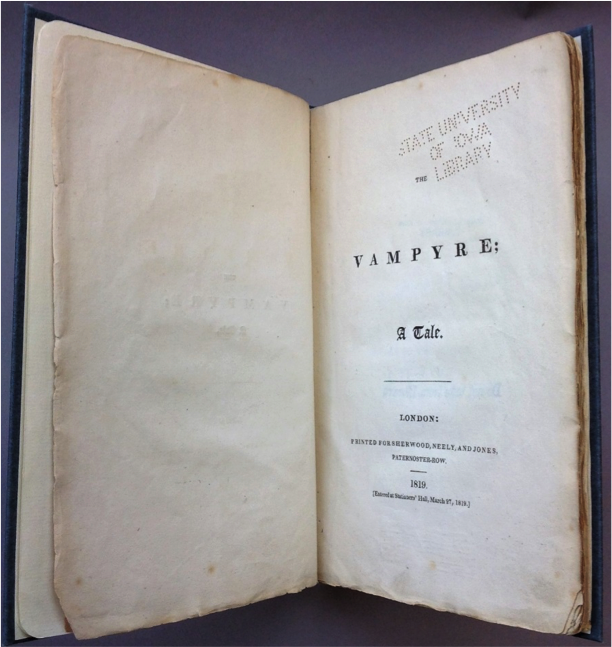 STATE UNIVERSITY
OF IOWA
LIBRARY
THE
VAMPYRE;
A Tale.
LONDON:
PRINTED FOR SHERWOOD, NEELY, AND JONES,
PATERNOSTER-ROW.
1819.
[Entered at Stationers' Hall, March 27, 1819.]